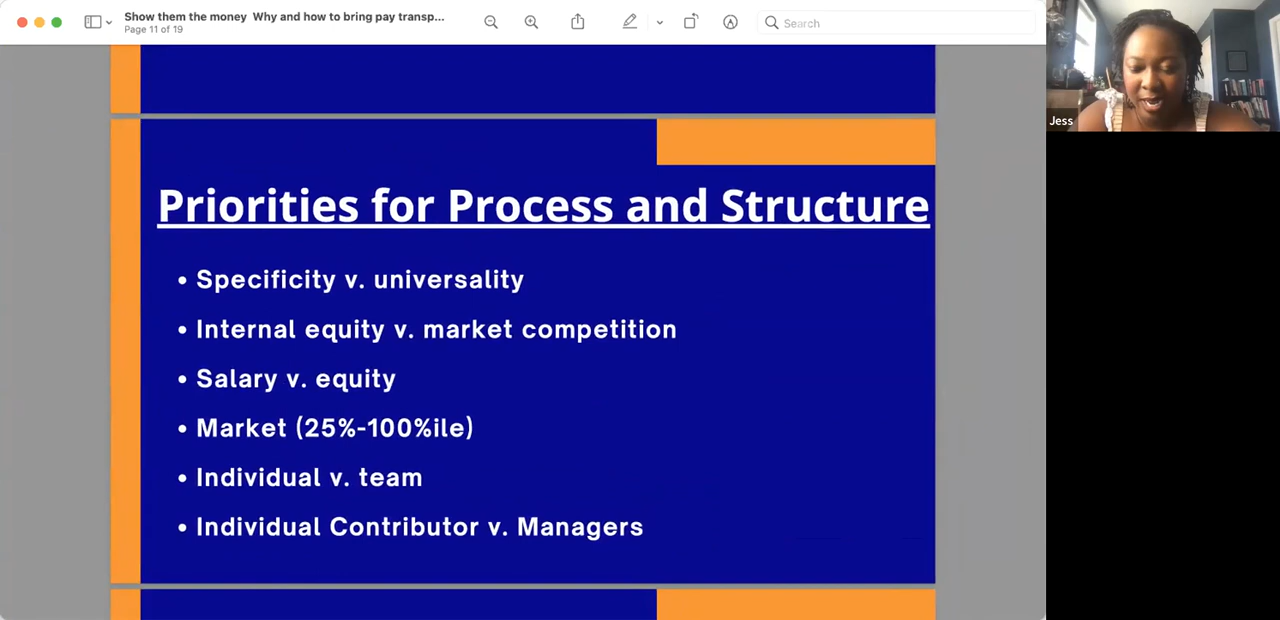 Show them the money  Why and how to bring pay transp...
Page 11 of 19
Search
Jess
Priorities for Process and Structure
• Specificity v. universality
• Internal equity v. market competition
• Salary v. equity
• Market (25%-100%ile)
• Individual v. team
• Individual Contributor v. Managers